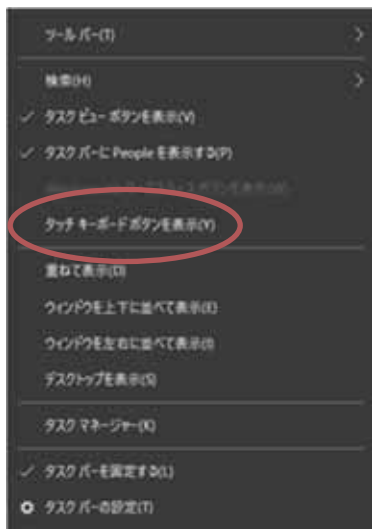 ツール バー(T)
検索(H)
タスク ビュー ボタンを表示(V)
タスク バーに People を表示する(P)
タッチ キーボード ボタンを表示(Y)
重ねて表示(D)
ウィンドウを上下に並べて表示(E)
ウィンドウを左右に並べて表示(I)
デスクトップを表示(S)
タスク マネージャー(K)
タスク バーを固定する(L)
タスク バーの設定(T)